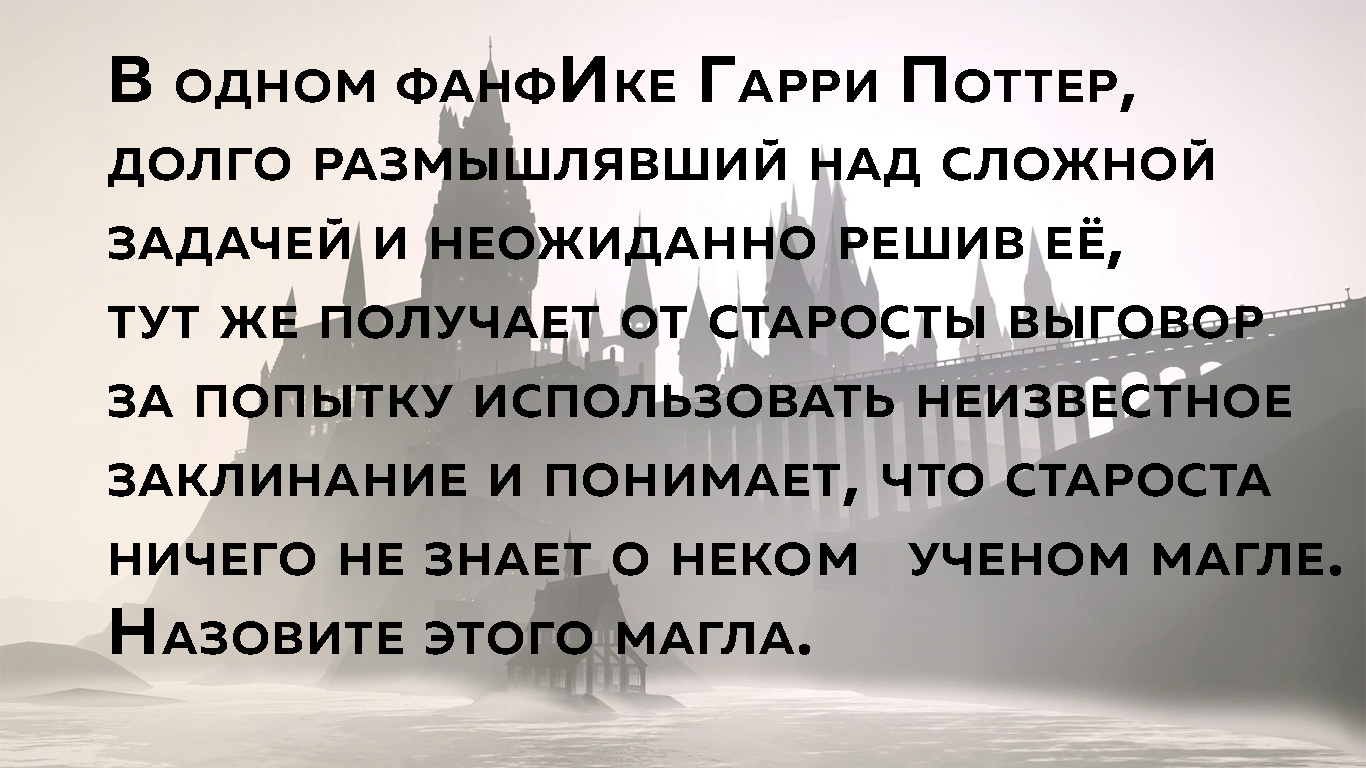 В одном фанфИке Гарри Поттер,
долго размышлявший над сложной
задачей и неожиданно решив её,
тут же получает от старосты выговор
за попытку использовать неизвестное
заклинание и понимает, что староста
ничего не знает о неком ученом магле.
Назовите этого магла.